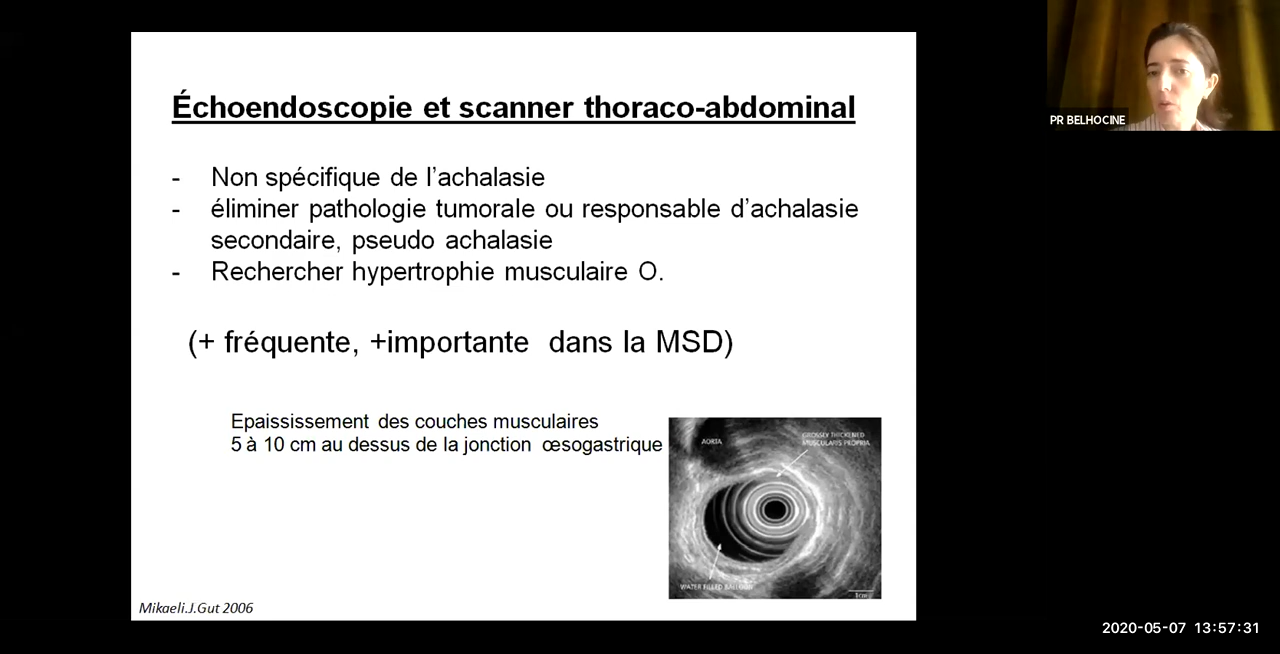 Échoendoscopie et scanner thoraco-abdominal
- Non spécifique de l’achalasie
- éliminer pathologie tumorale ou responsable d’achalasie
secondaire, pseudo achalasie
- Rechercher hypertrophie musculaire O.
(+ fréquente, +importante dans la MSD)
Epaississement des couches musculaires
5 à 10 cm au dessus de la jonction œsogastrique
AORTA
GROSSLY THICKENED
MUSCULARIS PROPRIA
WATER FILLED BALLOON
1cm
Mikaeli.J.Gut 2006
PR BELHOCINE
2020-05-07 13:57:31